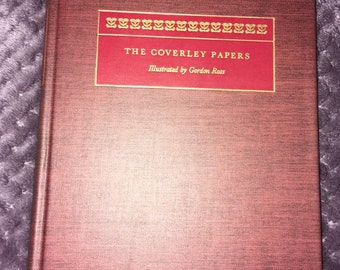 THE COVERLEY PAPERS
Illustrated by Gordon Ross